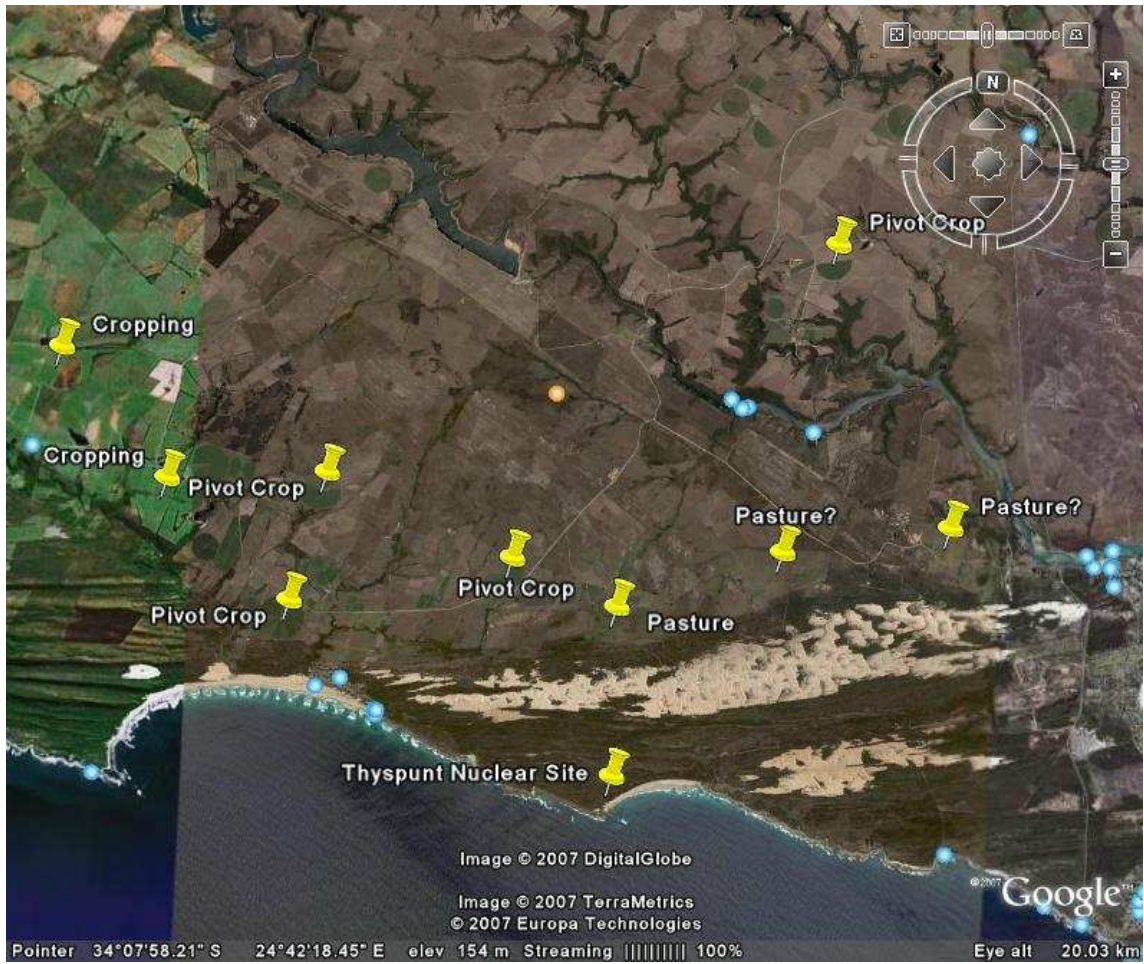 N
Pivot Crop
Cropping
Cropping
Pivot Crop
Pasture?
Pasture?
Pivot Crop
Pivot Crop
Pasture
Thyspunt Nuclear Site
Image © 2007 DigitalGlobe
Image © 2007 TerraMetrics
© 2007 Europa Technologies
©2007 Google™
Pointer 34°07'58.21" S 24°42'18.45" E elev 154 m Streaming |||||||||| 100% Eye alt 20.03 km